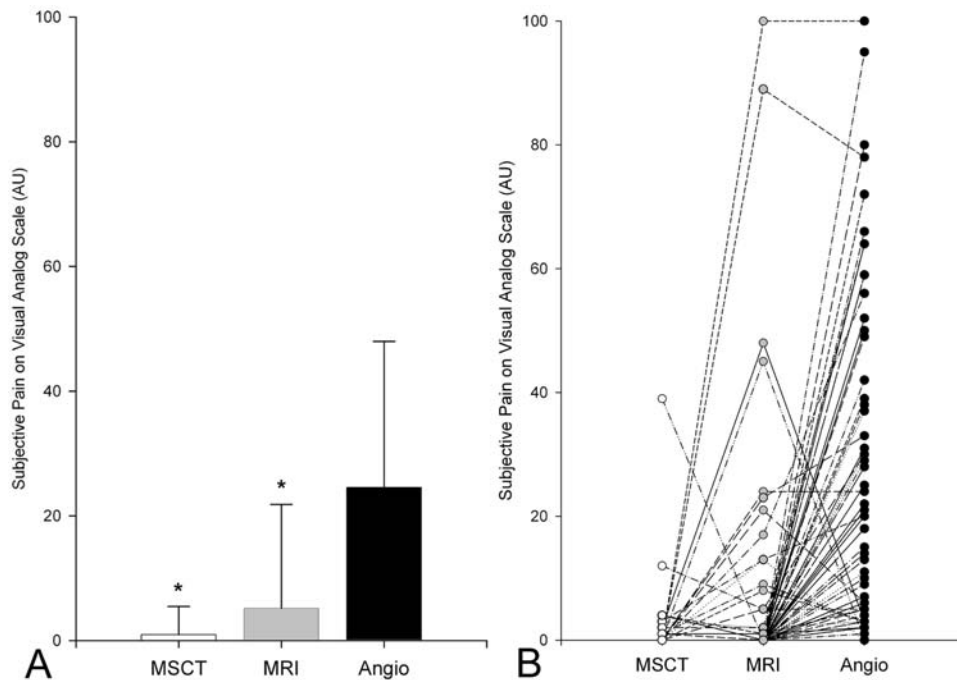 Subjective Pain on Visual Analog Scale (AU)
100
80
60
40
20
0
*
*
MSCT
MRI
Angio
A
Subjective Pain on Visual Analog Scale (AU)
100
80
60
40
20
0
MSCT
MRI
Angio
B